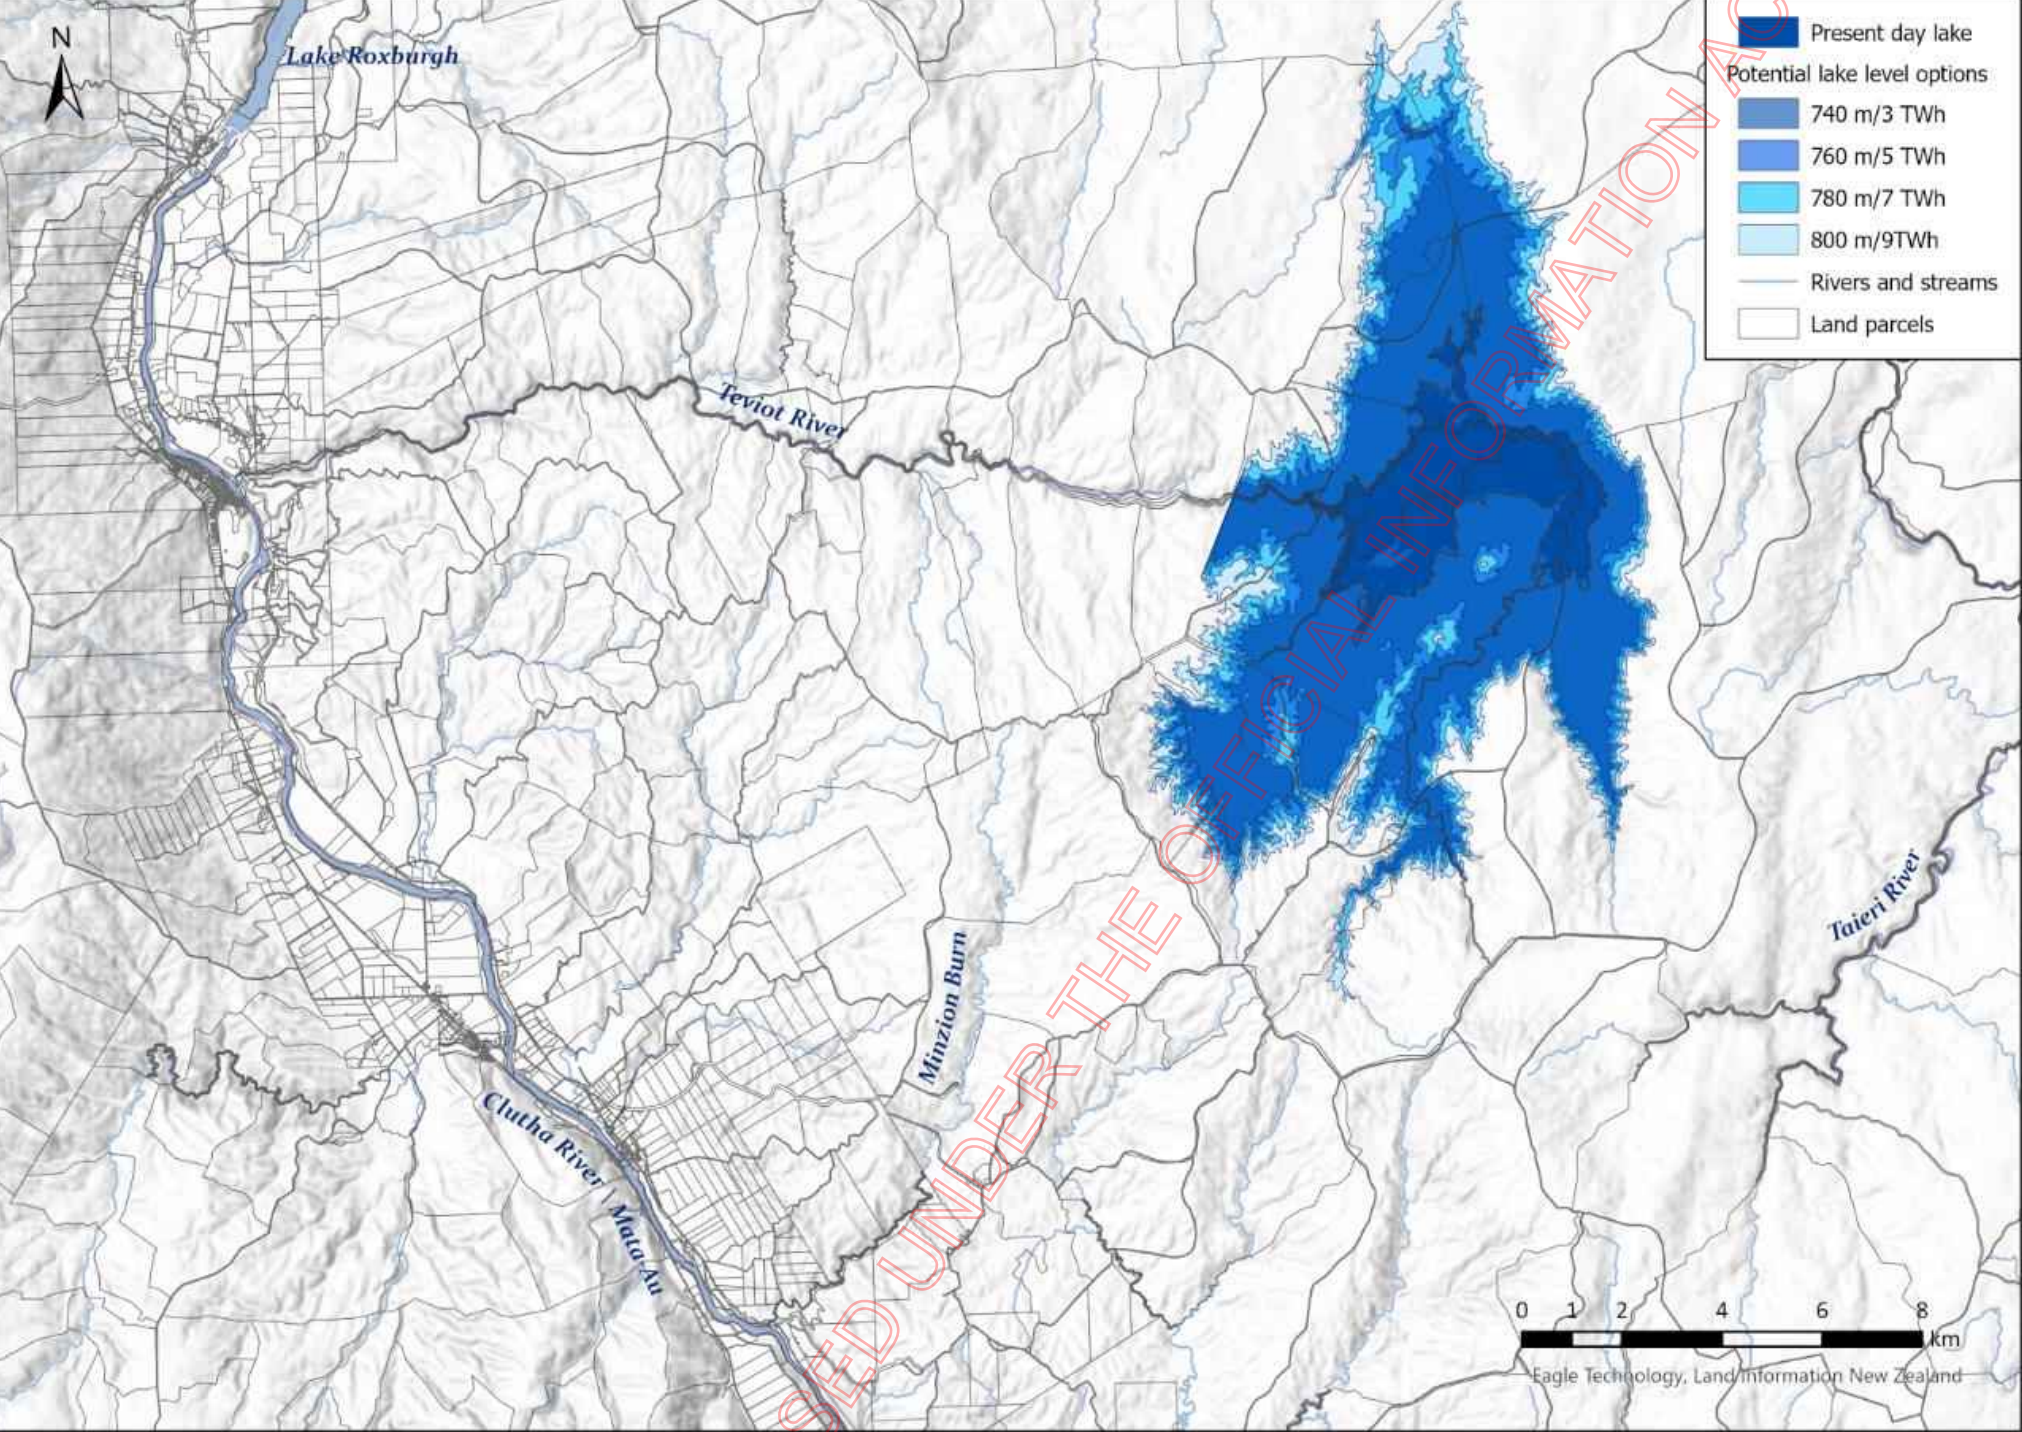 N
Lake Roxburgh
Present day lake
Potential lake level options
740 m/3 TWh
760 m/5 TWh
780 m/7 TWh
800 m/9TWh
Rivers and streams
Land parcels
Teviot River
Taieri River
Minzion Burn
Clutha River \ Mata-Au
SED UNDER THE OFFICIAL INFORMATION AC
0 1 2 4 6 8
km
Eagle Technology, Land Information New Zealand